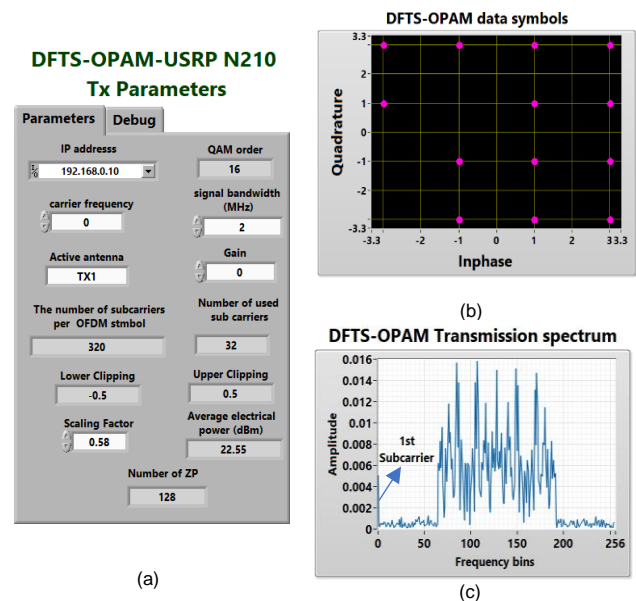 DFTS-OPAM-USRP N210
Tx Parameters
Parameters Debug
IP addresss
192.168.0.10
QAM order
16
carrier frequency
0
signal bandwidth
(MHz)
2
Active antenna
TX1
Gain
0
The number of subcarriers
per OFDM stmbol
320
Number of used
sub carriers
32
Lower Clipping
-0.5
Upper Clipping
0.5
Scaling Factor
0.58
Average electrical
power (dBm)
22.55
Number of ZP
128
(a)
DFTS-OPAM data symbols
Quadrature
3.3
2
1
0
-1
-2
-3.3
-3.3 -2 -1 0 1 2 33.3
Inphase
(b)
DFTS-OPAM Transmission spectrum
Amplitude
0.016
0.014
0.012
0.01
0.008
0.006
0.004
0.002
0
1st
Subcarrier
0 50 100 150 200 256
Frequency bins
(c)